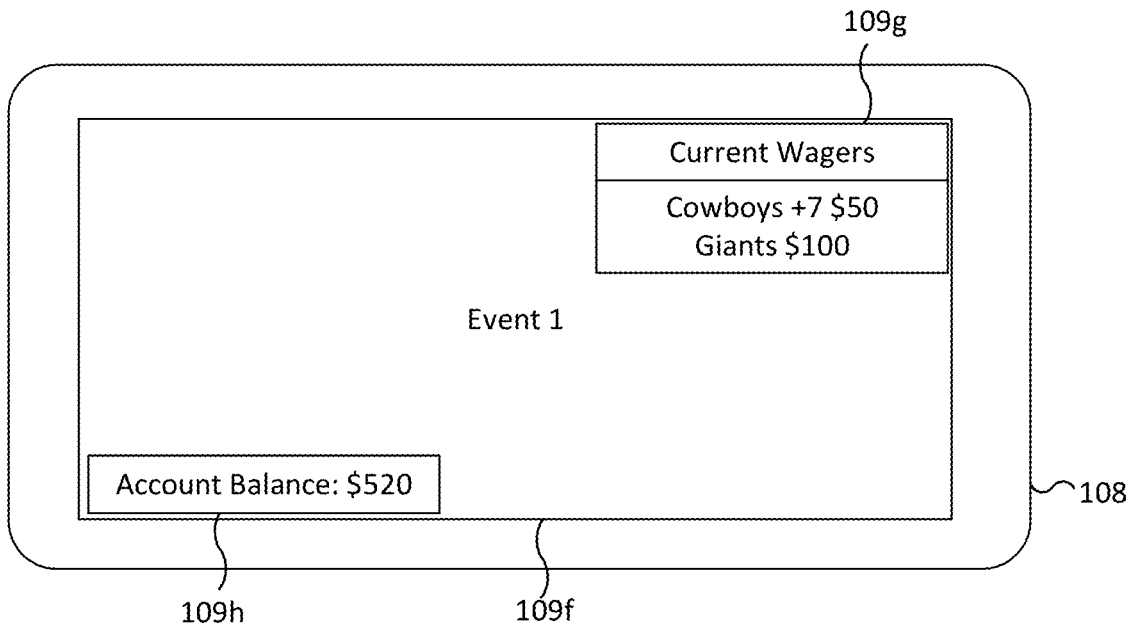 109g
Current Wagers
Cowboys +7 $50
Giants $100
Event 1
Account Balance: $520
108
109h
109f